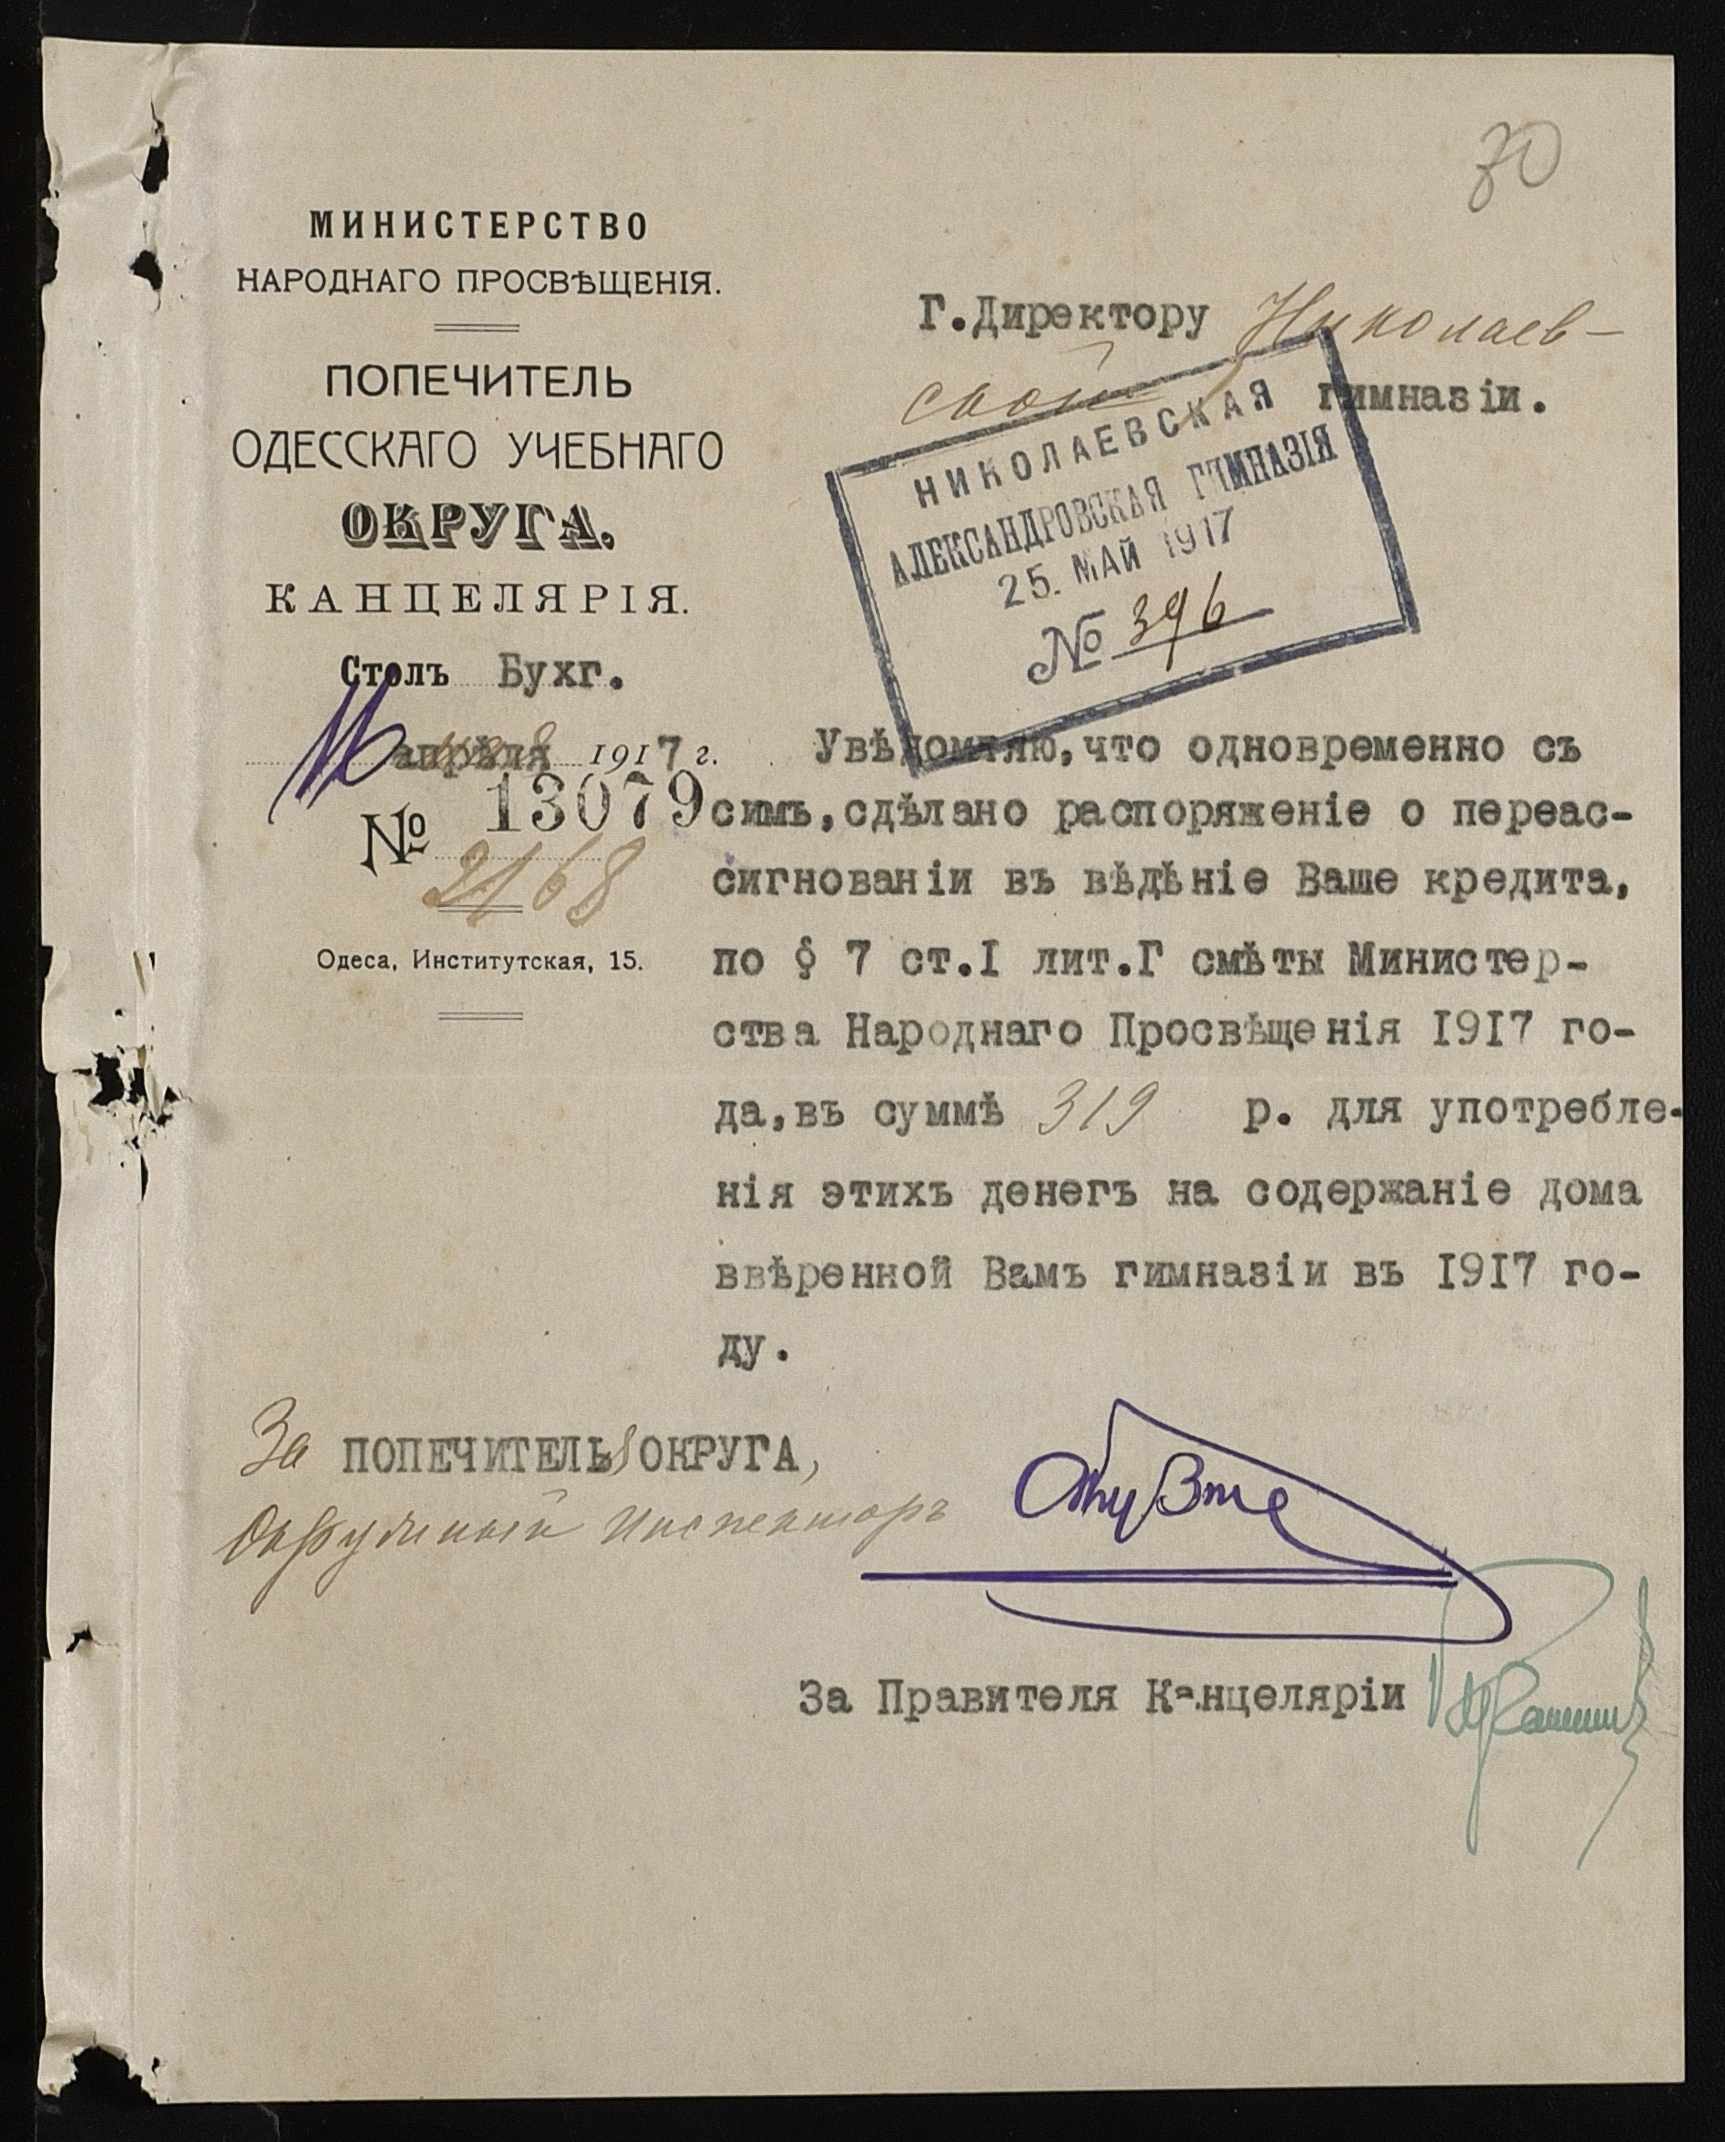 70
МИНИСТЕРСТВО
НАРОДНАГО ПРОСВѢЩЕНІЯ.
ПОПЕЧИТЕЛЬ
ОДЕССКАГО УЧЕБНАГО
ОКРУГА.
КАНЦЕЛЯРІЯ.
Столъ Бухг.
16 апрѣля 1917 г.
№ 13079
2168
Одеса, Институтская, 15.
Г.Директору Николаев-
ской гимназіи.
НИКОЛАЕВСКАЯ
АЛЕКСАНДРОВСКАЯ ГИМНАЗІЯ
25. МАЙ 1917
№ 396
Увѣдомляю,что одновременно съ
симъ,сдѣлано распоряженіе о переас-
сигнованіи въ вѣдѣніе Ваше кредита,
по § 7 ст.I лит.Г смѣты Министер-
ства Народнаго Просвѣщенія 1917 го-
да,въ суммѣ 319 р. для употребле-
нія этихъ денегъ на содержаніе дома
ввѣренной Вамъ гимназіи въ 1917 го-
ду.
За ПОПЕЧИТЕЛЯ ОКРУГА,
Окружный Инспекторъ
За Правителя Канцеляріи